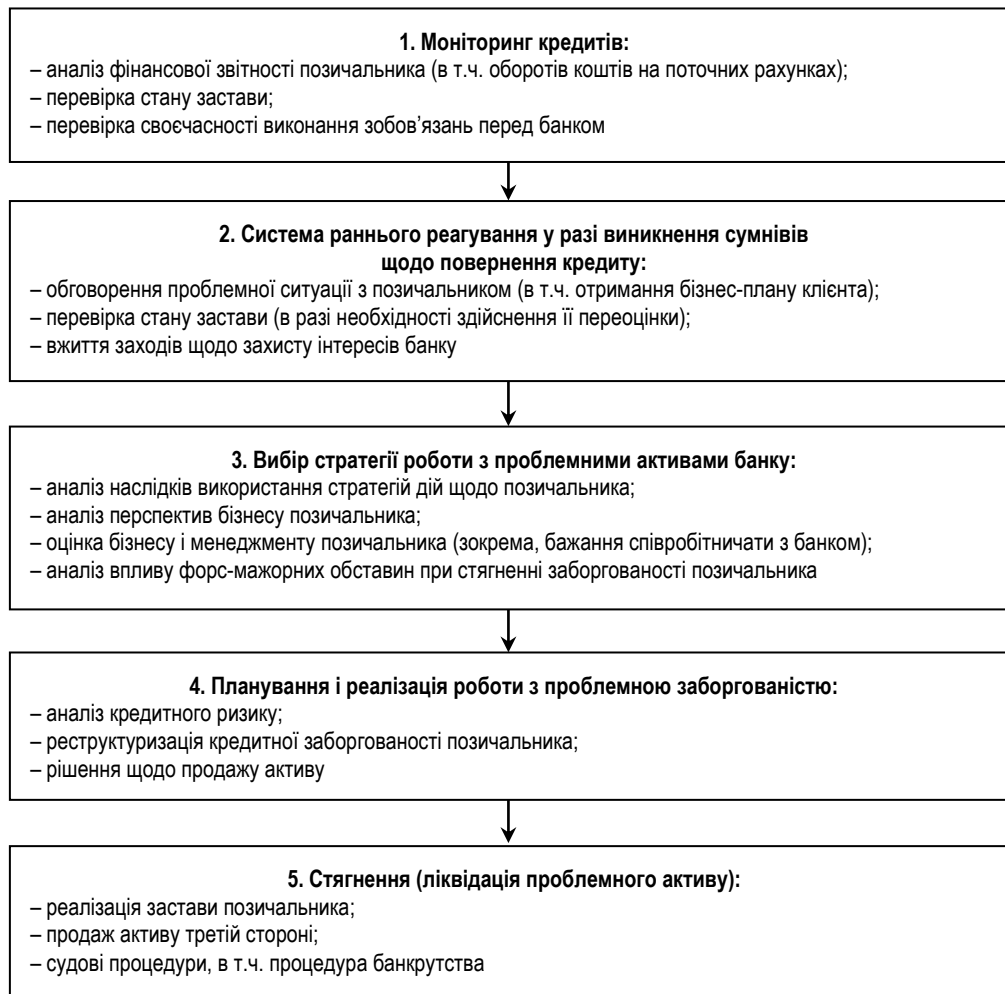 1. Моніторинг кредитів:
– аналіз фінансової звітності позичальника (в т.ч. оборотів коштів на поточних рахунках);
– перевірка стану застави;
– перевірка своєчасності виконання зобов’язань перед банком
2. Система раннього реагування у разі виникнення сумнівів
щодо повернення кредиту:
– обговорення проблемної ситуації з позичальником (в т.ч. отримання бізнес-плану клієнта);
– перевірка стану застави (в разі необхідності здійснення її переоцінки);
– вжиття заходів щодо захисту інтересів банку
3. Вибір стратегії роботи з проблемними активами банку:
– аналіз наслідків використання стратегій дій щодо позичальника;
– аналіз перспектив бізнесу позичальника;
– оцінка бізнесу і менеджменту позичальника (зокрема, бажання співробітничати з банком);
– аналіз впливу форс-мажорних обставин при стягненні заборгованості позичальника
4. Планування і реалізація роботи з проблемною заборгованістю:
– аналіз кредитного ризику;
– реструктуризація кредитної заборгованості позичальника;
– рішення щодо продажу активу
5. Стягнення (ліквідація проблемного активу):
– реалізація застави позичальника;
– продаж активу третій стороні;
– судові процедури, в т.ч. процедура банкрутства